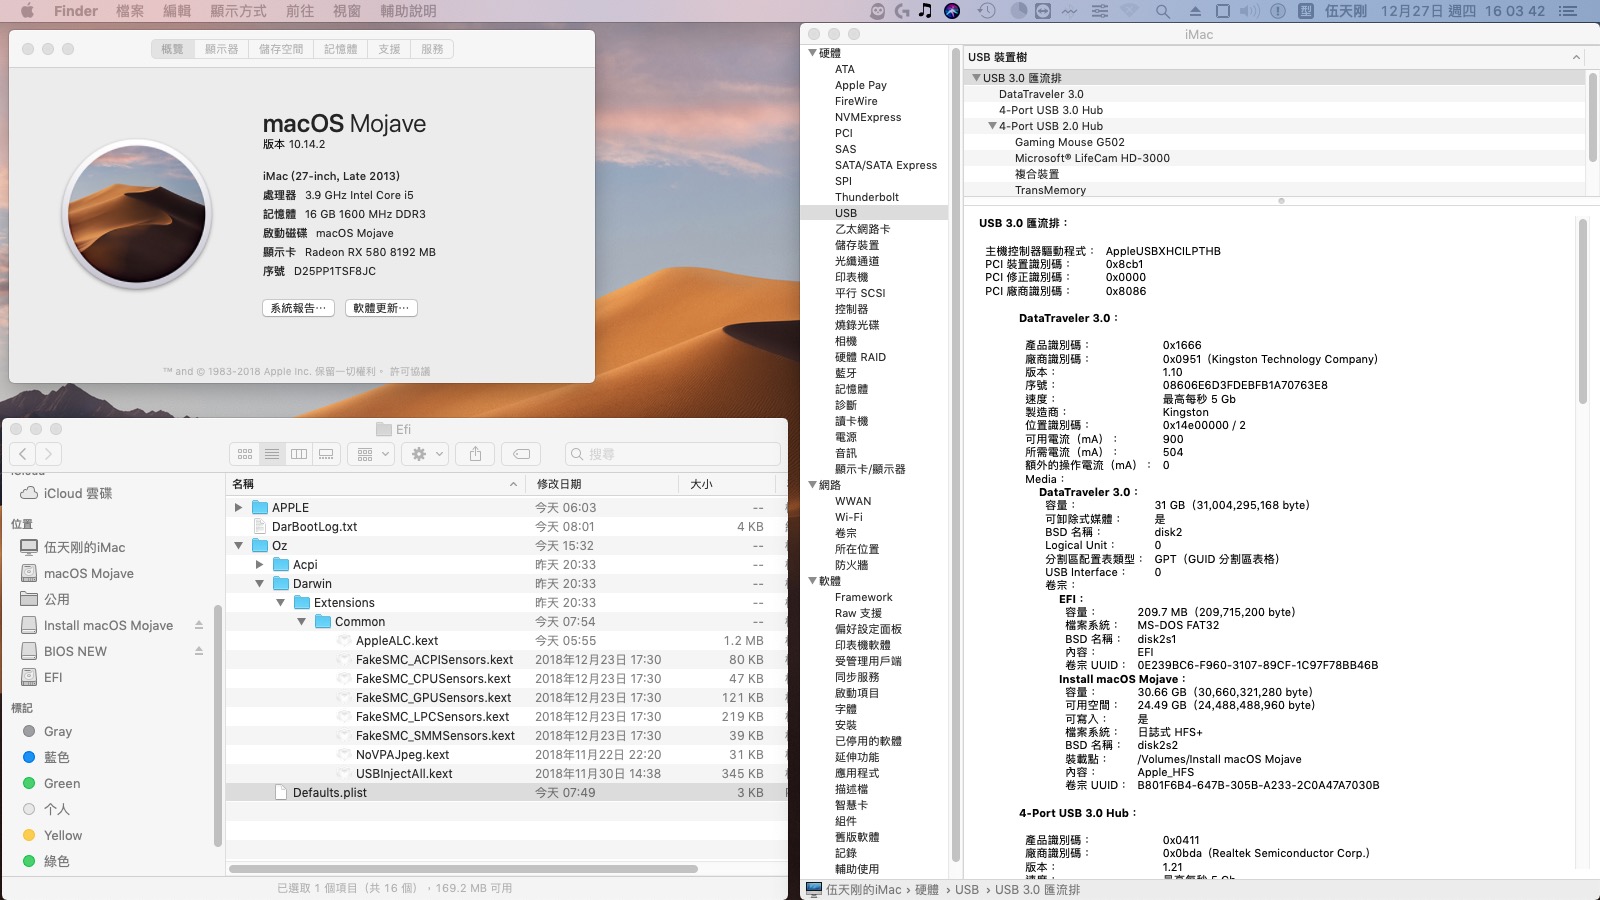 Finder 檔案 編輯 顯示方式 前往 視窗 輔助說明 伍天剛 12月27日 週四 16 03 42
概覽 顯示器 儲存空間 記憶體 支援 服務
macOS Mojave
版本 10.14.2
iMac (27-inch, Late 2013)
處理器 3.9 GHz Intel Core i5
記憶體 16 GB 1600 MHz DDR3
啟動磁碟 macOS Mojave
顯示卡 Radeon RX 580 8192 MB
序號 D25PP1TSF8JC
系統報告⋯ 軟體更新⋯
™ and © 1983-2018 Apple Inc. 保留一切權利。 許可協議
Efi
搜尋
iCloud 雲碟
位置
伍天剛的iMac
macOS Mojave
公用
Install macOS Mojave
BIOS NEW
EFI
標記
Gray
藍色
Green
个人
Yellow
綠色
名稱 修改日期 大小
APPLE 今天 06:03 --
DarBootLog.txt 今天 08:01 4 KB
Oz 今天 15:32 --
Acpi 昨天 20:33 --
Darwin 昨天 20:33 --
Extensions 昨天 20:33 --
Common 今天 07:54 --
AppleALC.kext 今天 05:55 1.2 MB
FakeSMC_ACPISensors.kext 2018年12月23日 17:30 80 KB
FakeSMC_CPUSensors.kext 2018年12月23日 17:30 47 KB
FakeSMC_GPUSensors.kext 2018年12月23日 17:30 121 KB
FakeSMC_LPCSensors.kext 2018年12月23日 17:30 219 KB
FakeSMC_SMMSensors.kext 2018年12月23日 17:30 39 KB
NoVPAJpeg.kext 2018年11月22日 22:20 31 KB
USBInjectAll.kext 2018年11月30日 14:38 345 KB
Defaults.plist 今天 07:49 3 KB
已選取 1 個項目（共 16 個），169.2 MB 可用
iMac
硬體
ATA
Apple Pay
FireWire
NVMExpress
PCI
SAS
SATA/SATA Express
SPI
Thunderbolt
USB
乙太網路卡
儲存裝置
光纖通道
印表機
平行 SCSI
控制器
燒錄光碟
相機
硬體 RAID
藍牙
記憶體
診斷
讀卡機
電源
音訊
顯示卡/顯示器
網路
WWAN
Wi-Fi
卷宗
所在位置
防火牆
軟體
Framework
Raw 支援
偏好設定面板
印表機軟體
受管理用戶端
同步服務
啟動項目
字體
安裝
已停用的軟體
延伸功能
應用程式
描述檔
智慧卡
組件
舊版軟體
記錄
輔助使用
USB 裝置樹
USB 3.0 匯流排
DataTraveler 3.0
4-Port USB 3.0 Hub
4-Port USB 2.0 Hub
Gaming Mouse G502
Microsoft® LifeCam HD-3000
複合裝置
TransMemory
USB 3.0 匯流排：
主機控制器驅動程式： AppleUSBXHCILPTHB
PCI 裝置識別碼： 0x8cb1
PCI 修正識別碼： 0x0000
PCI 廠商識別碼： 0x8086
DataTraveler 3.0：
產品識別碼： 0x1666
廠商識別碼： 0x0951 (Kingston Technology Company)
版本： 1.10
序號： 08606E6D3FDEBFB1A70763E8
速度： 最高每秒 5 Gb
製造商： Kingston
位置識別碼： 0x14e00000 / 2
可用電流（mA）： 900
所需電流（mA）： 504
額外的操作電流（mA）： 0
Media：
DataTraveler 3.0：
容量： 31 GB (31,004,295,168 byte)
可卸除式媒體： 是
BSD 名稱： disk2
Logical Unit： 0
分割區配置表類型： GPT（GUID 分割區表格）
USB Interface： 0
卷宗：
EFI：
容量： 209.7 MB (209,715,200 byte)
檔案系統： MS-DOS FAT32
BSD 名稱： disk2s1
內容： EFI
卷宗 UUID： 0E239BC6-F960-3107-89CF-1C97F78BB46B
Install macOS Mojave：
容量： 30.66 GB (30,660,321,280 byte)
可用空間： 24.49 GB (24,488,488,960 byte)
可寫入： 是
檔案系統： 日誌式 HFS+
BSD 名稱： disk2s2
裝載點： /Volumes/Install macOS Mojave
內容： Apple_HFS
卷宗 UUID： B801F6B4-647B-305B-A233-2C0A47A7030B
4-Port USB 3.0 Hub：
產品識別碼： 0x0411
廠商識別碼： 0x0bda (Realtek Semiconductor Corp.)
版本： 1.21
伍天剛的iMac › 硬體 › USB › USB 3.0 匯流排